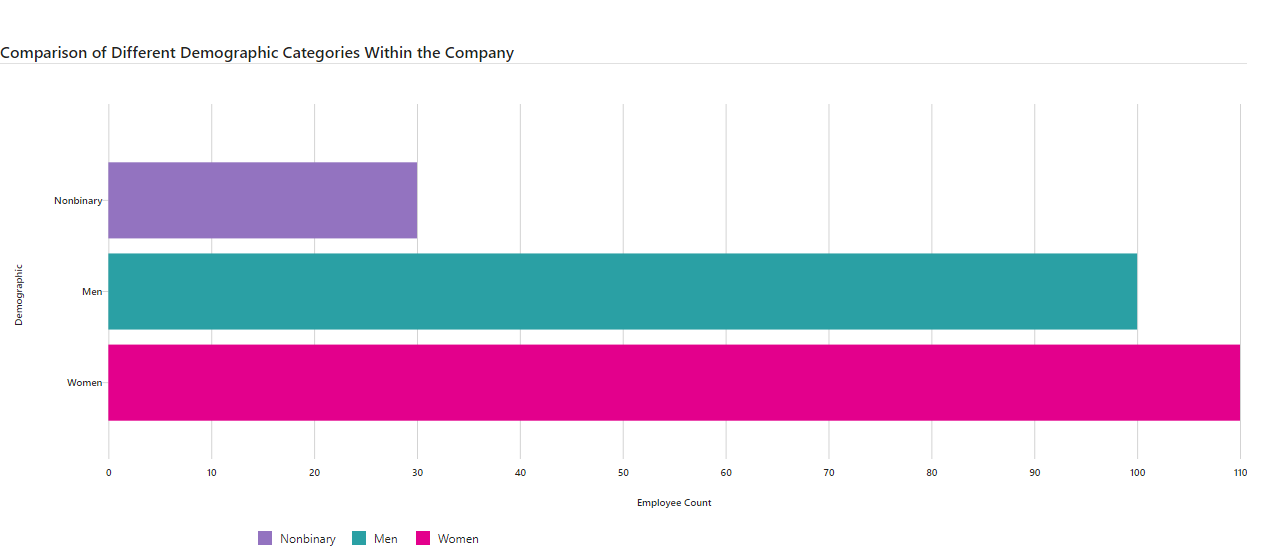 Comparison of Different Demographic Categories Within the Company
Nonbinary
Men
Women
Demographic
0 10 20 30 40 50 60 70 80 90 100 110
Employee Count
Nonbinary Men Women